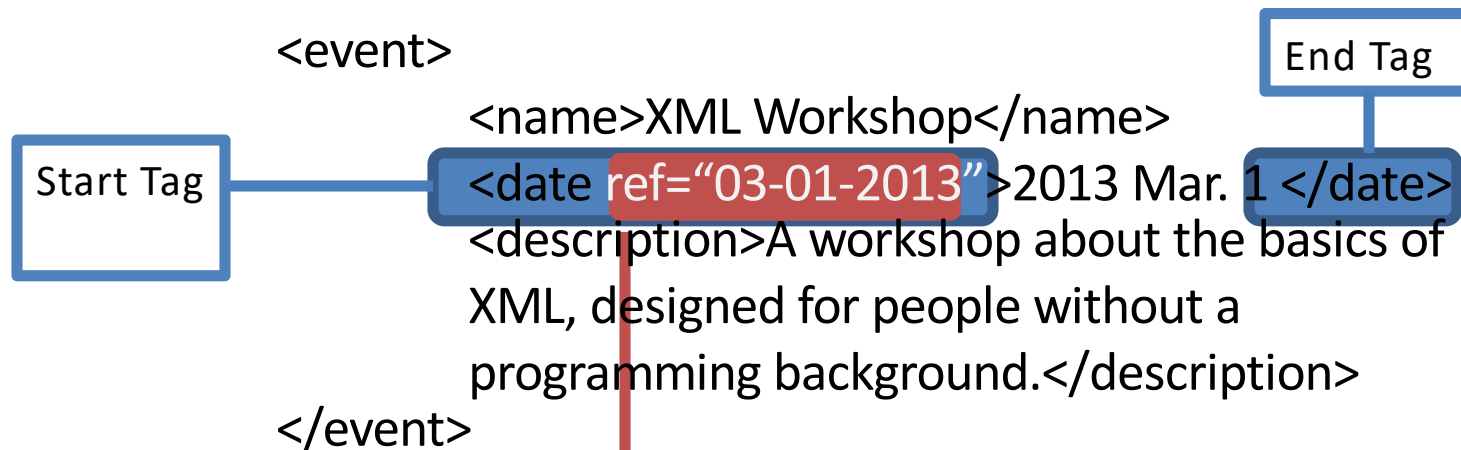 <event>
End Tag
<name>XML Workshop</name>
Start Tag
<date ref=“03-01-2013”>2013 Mar. 1 </date>
<description>A workshop about the basics of
XML, designed for people without a
programming background.</description>
</event>